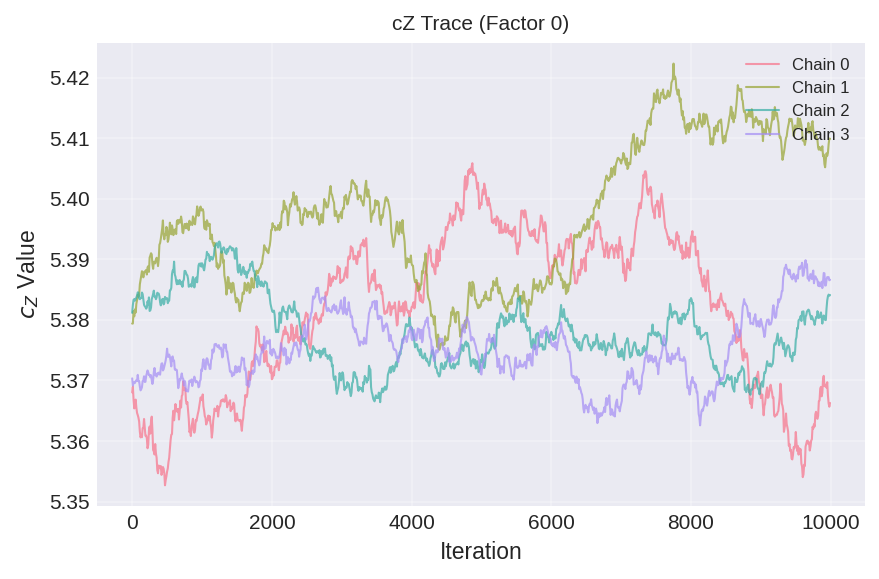 cZ Trace (Factor 0)
Chain 0
Chain 1
Chain 2
Chain 3
5.42
5.41
5.40
5.39
5.38
5.37
5.36
5.35
cZ Value
0 2000 4000 6000 8000 10000
Iteration